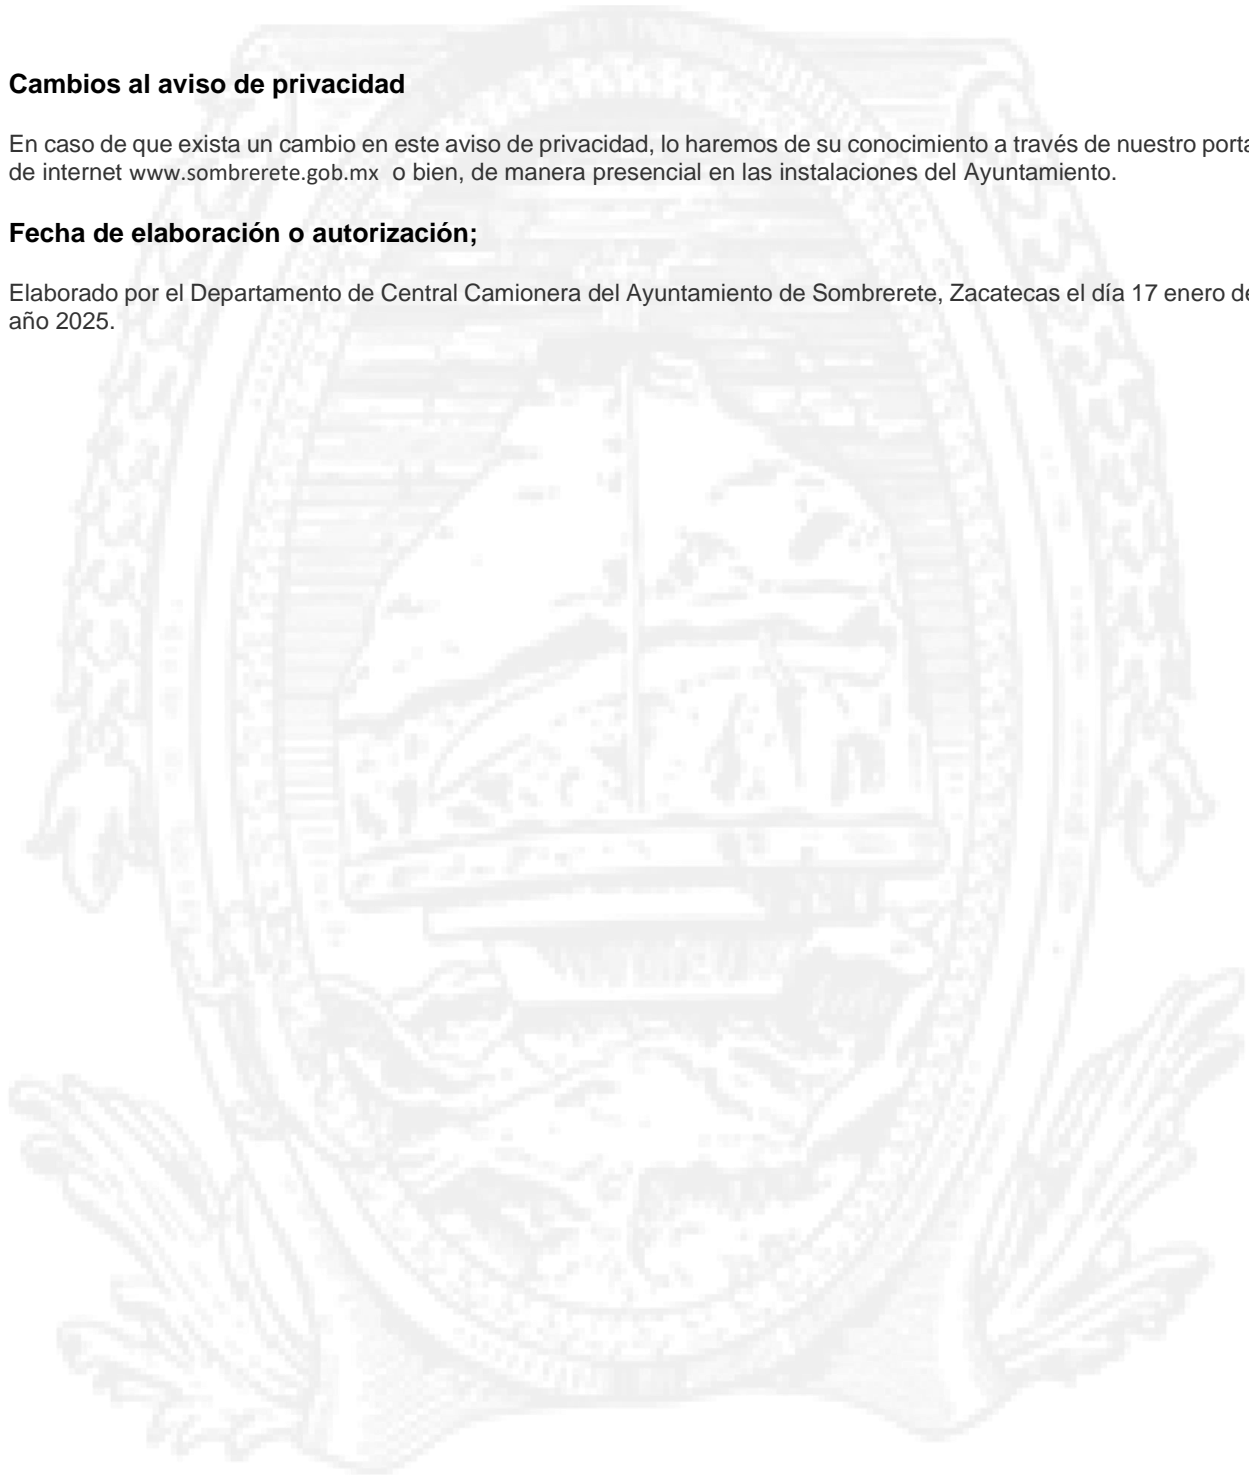 Cambios al aviso de privacidad
En caso de que exista un cambio en este aviso de privacidad, lo haremos de su conocimiento a través de nuestro porta
de internet www.sombrerete.gob.mx o bien, de manera presencial en las instalaciones del Ayuntamiento.
Fecha de elaboración o autorización;
Elaborado por el Departamento de Central Camionera del Ayuntamiento de Sombrerete, Zacatecas el día 17 enero de
año 2025.